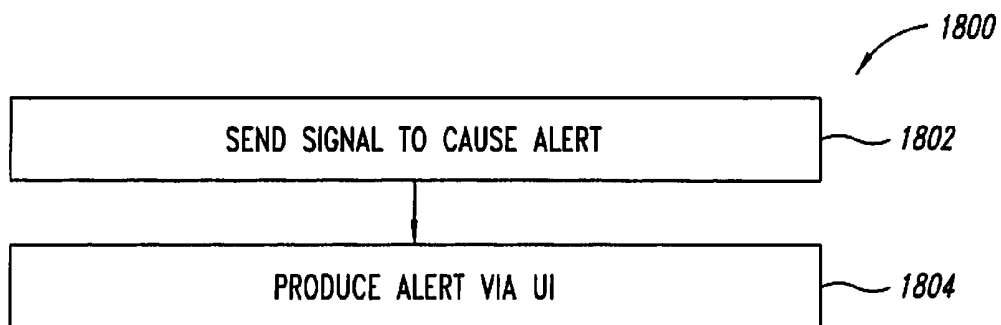 1800
SEND SIGNAL TO CAUSE ALERT
1802
PRODUCE ALERT VIA UI
1804